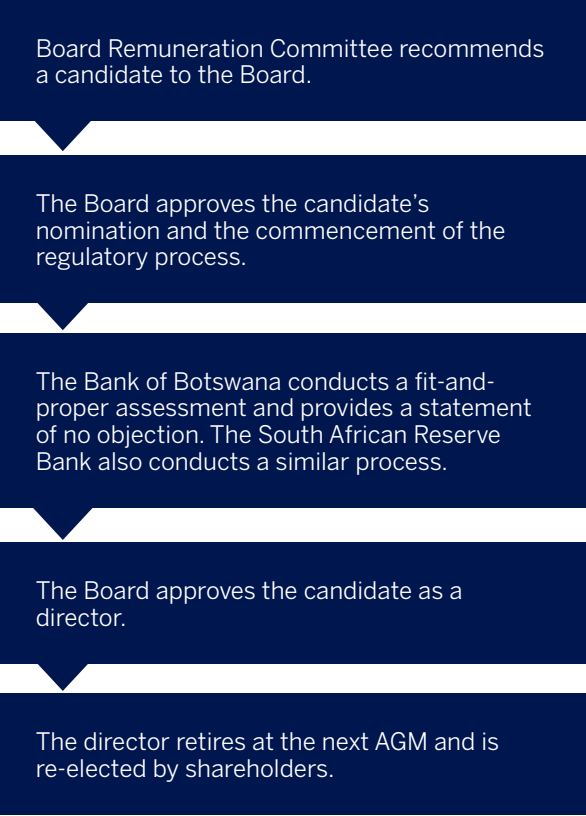 Board Remuneration Committee recommends
a candidate to the Board.
The Board approves the candidate’s
nomination and the commencement of the
regulatory process.
The Bank of Botswana conducts a fit-and-
proper assessment and provides a statement
of no objection. The South African Reserve
Bank also conducts a similar process.
The Board approves the candidate as a
director.
The director retires at the next AGM and is
re-elected by shareholders.